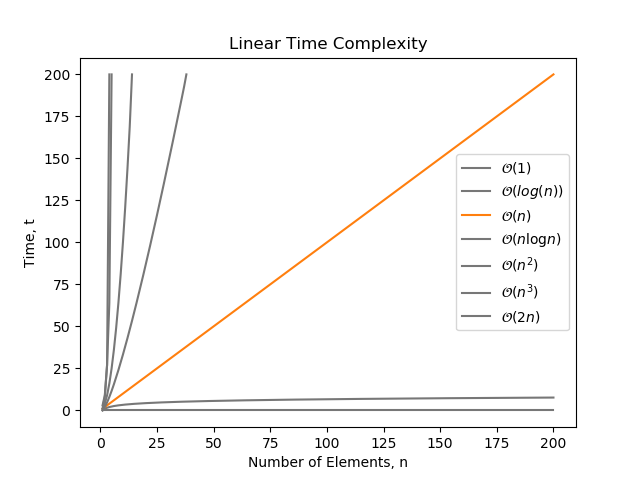 Linear Time Complexity
Time, t
200
175
150
125
100
75
50
25
0
𝒪(1)
𝒪(log(n))
𝒪(n)
𝒪(nlogn)
𝒪(n²)
𝒪(n³)
𝒪(2n)
0 25 50 75 100 125 150 175 200
Number of Elements, n